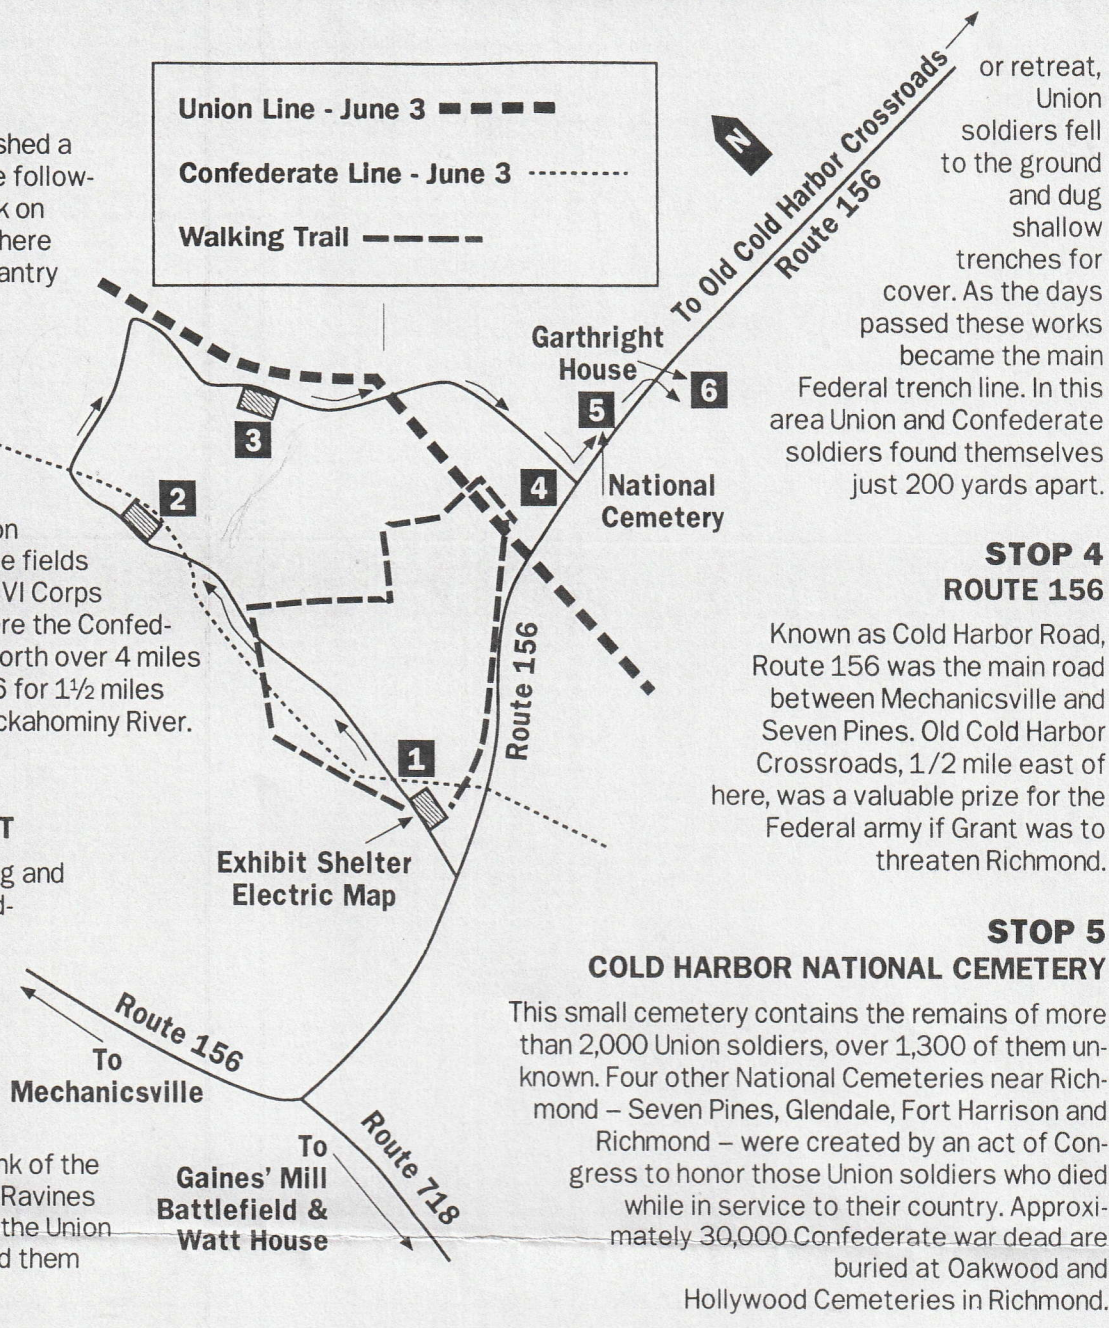 Union Line - June 3
Confederate Line - June 3
Walking Trail
N
To Old Cold Harbor Crossroads
Route 156
or retreat,
Union
soldiers fell
to the ground
and dug
shallow
trenches for
cover. As the days
passed these works
became the main
Federal trench line. In this
area Union and Confederate
soldiers found themselves
just 200 yards apart.
shed a
e follow-
k on
here
antry
Garthright
House
6
5
3
4
2
National
Cemetery
on
e fields
VI Corps
re the Confed-
orth over 4 miles
6 for 1½ miles
ckahominy River.
Route 156
1
Exhibit Shelter
Electric Map
T
g and
d-
STOP 4
ROUTE 156
Known as Cold Harbor Road,
Route 156 was the main road
between Mechanicsville and
Seven Pines. Old Cold Harbor
Crossroads, 1/2 mile east of
here, was a valuable prize for the
Federal army if Grant was to
threaten Richmond.
STOP 5
COLD HARBOR NATIONAL CEMETERY
This small cemetery contains the remains of more
than 2,000 Union soldiers, over 1,300 of them un-
known. Four other National Cemeteries near Rich-
mond – Seven Pines, Glendale, Fort Harrison and
Richmond – were created by an act of Con-
gress to honor those Union soldiers who died
while in service to their country. Approxi-
mately 30,000 Confederate war dead are
buried at Oakwood and
Hollywood Cemeteries in Richmond.
Route 156
To
Mechanicsville
Route 718
To
Gaines' Mill
Battlefield &
Watt House
nk of the
Ravines
the Union
d them